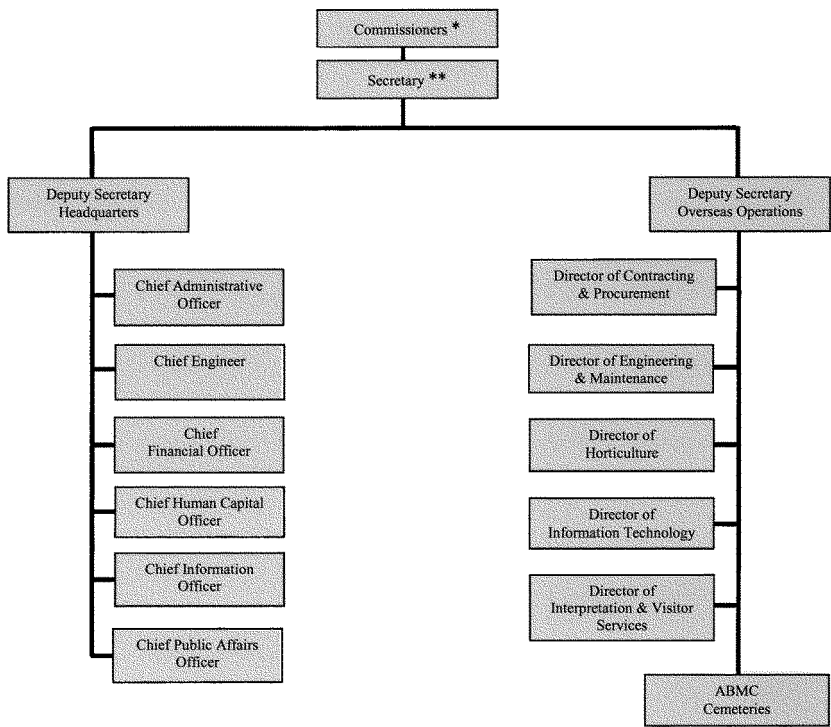 Commissioners *
Secretary **
Deputy Secretary
Headquarters
Chief Administrative
Officer
Chief Engineer
Chief
Financial Officer
Chief Human Capital
Officer
Chief Information
Officer
Chief Public Affairs
Officer
Deputy Secretary
Overseas Operations
Director of Contracting
& Procurement
Director of Engineering
& Maintenance
Director of
Horticulture
Director of
Information Technology
Director of
Interpretation & Visitor
Services
ABMC
Cemeteries